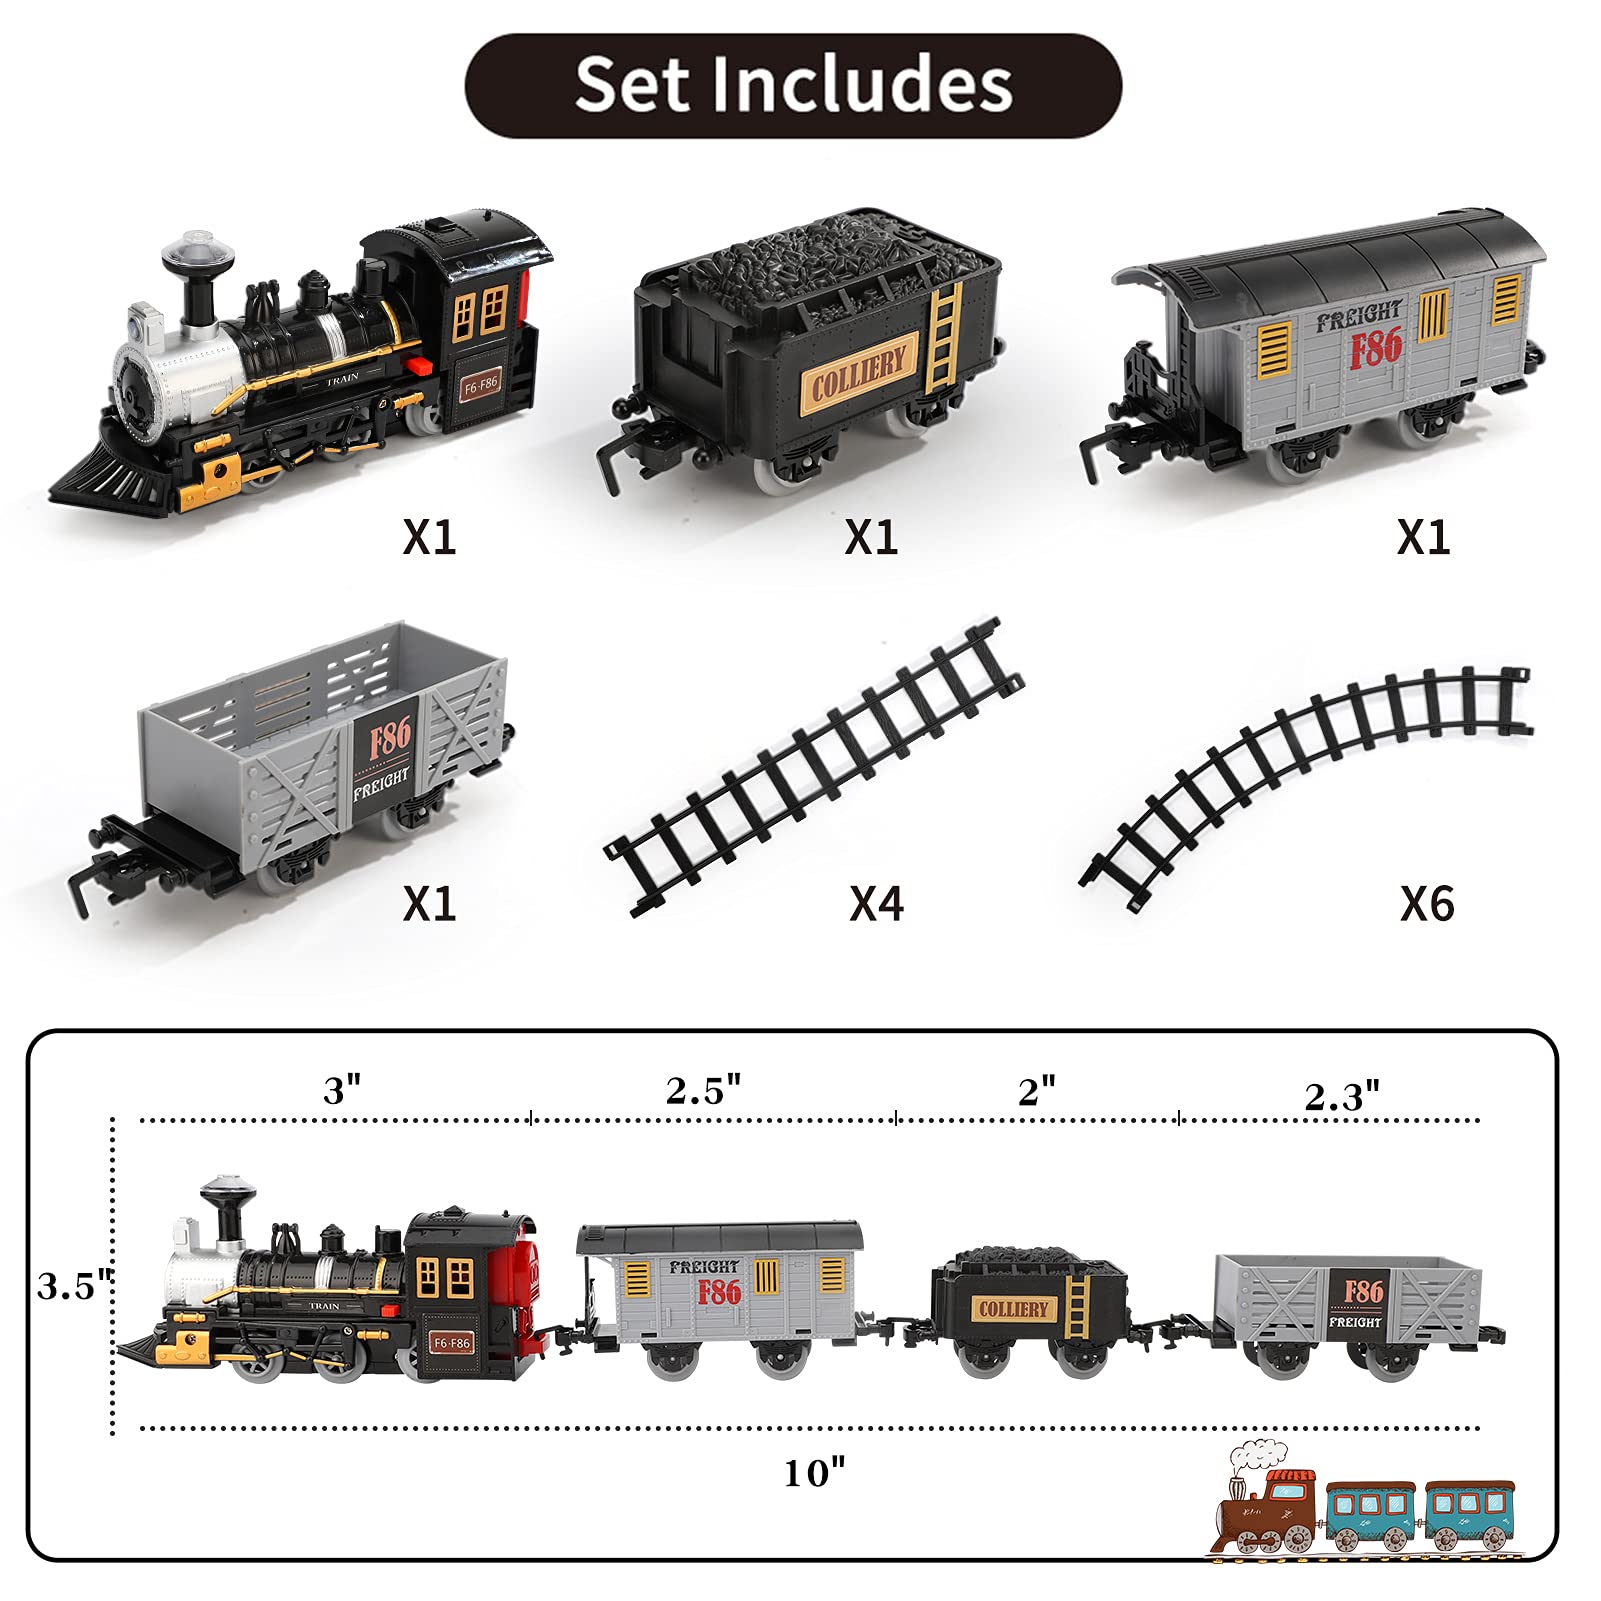 Set Includes
TRAIN
F6·F86
X1
COLLIERY
X1
FREIGHT
F86
X1
F86
FREIGHT
X1
X4
X6
3"
2.5"
2"
2.3"
3.5"
TRAIN
F6·F86
FREIGHT
F86
COLLIERY
F86
FREIGHT
10"